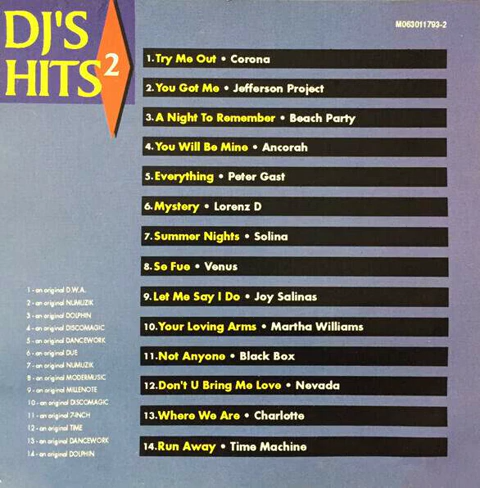 DJ'S
HITS 2
M063011793-2
1.Try Me Out • Corona
2.You Got Me • Jefferson Project
3.A Night To Remember • Beach Party
4.You Will Be Mine • Ancorah
5.Everything • Peter Gast
6.Mystery • Lorenz D
7.Summer Nights • Solina
8.Se Fue • Venus
9.Let Me Say I Do • Joy Salinas
10.Your Loving Arms • Martha Williams
11.Not Anyone • Black Box
12.Don't U Bring Me Love • Nevada
13.Where We Are • Charlotte
14.Run Away • Time Machine
1 - an original D.W.A.
2 - an original NUMUZIK
3 - an original DOLPHIN
4 - an original DISCOMAGIC
5 - an original DANCEWORK
6 - an original DUE
7 - an original NUMUZIK
8 - an original MODERMUSIC
9 - an original MILLENOTE
10 - an original DISCOMAGIC
11 - an original 7-INCH
12 - an original TIME
13 - an original DANCEWORK
14 - an original DOLPHIN